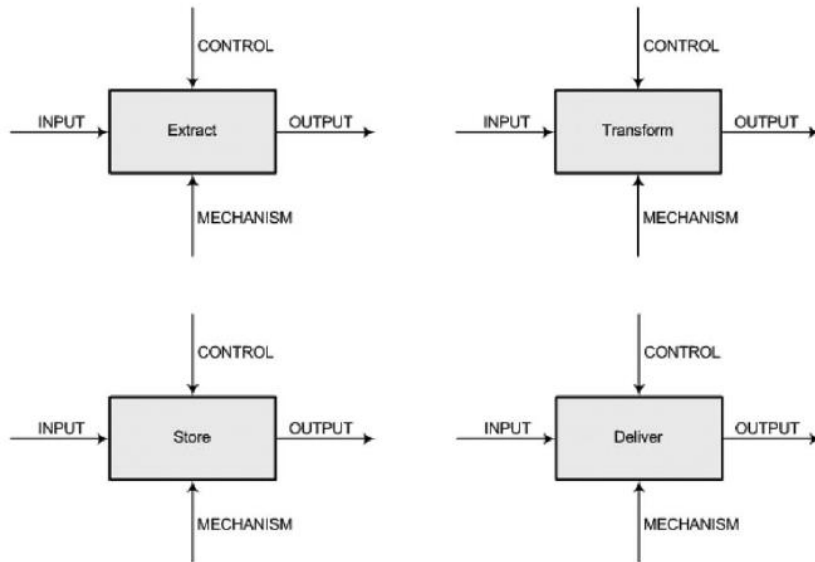 CONTROL
INPUT
Extract
OUTPUT
MECHANISM
CONTROL
INPUT
Transform
OUTPUT
MECHANISM
CONTROL
INPUT
Store
OUTPUT
MECHANISM
CONTROL
INPUT
Deliver
OUTPUT
MECHANISM